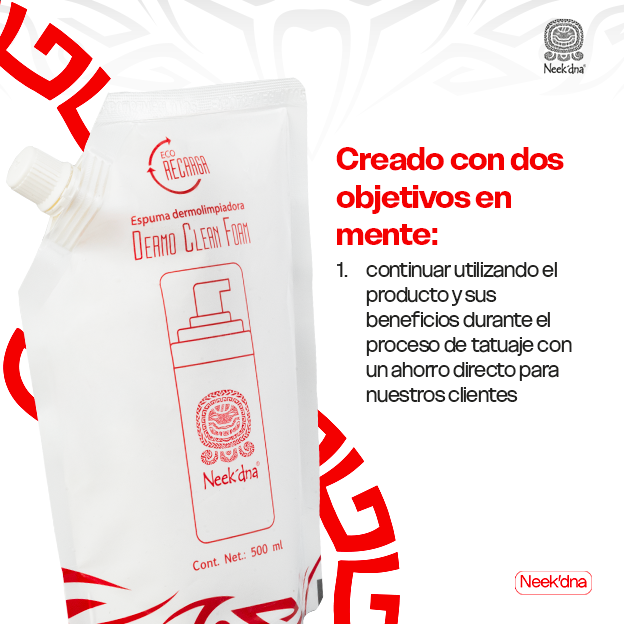 Neek'dna®
ECO
RECARGA
Espuma dermolimpiadora
DERMO CLEAN FOAM
Neek'dna®
Cont. Net.: 500 ml
Creado con dos
objetivos en
mente:
1. continuar utilizando el
producto y sus
beneficios durante el
proceso de tatuaje con
un ahorro directo para
nuestros clientes
Neek'dna